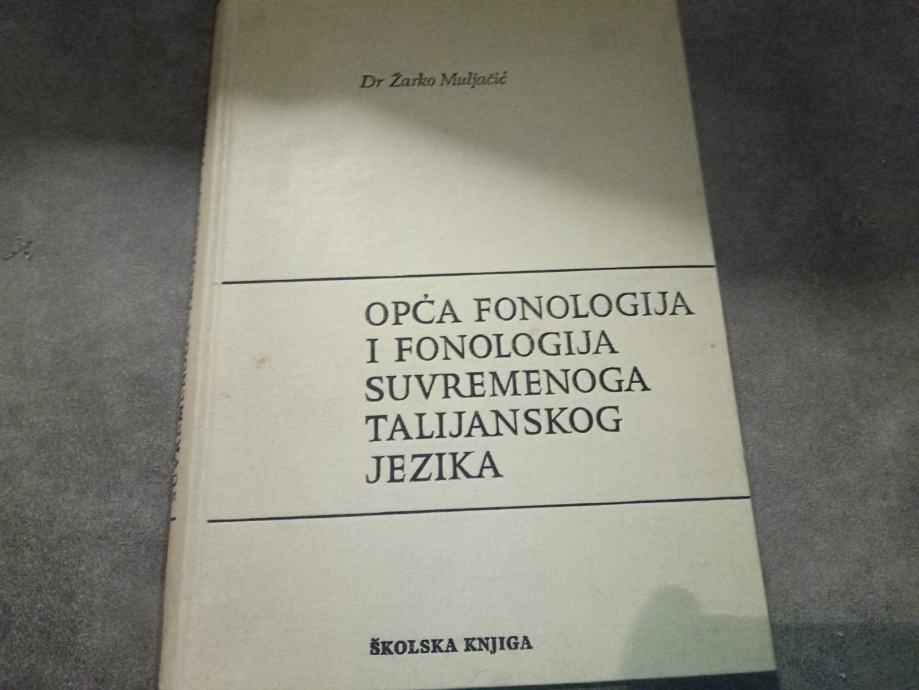 Dr Žarko Muljačić
OPĆA FONOLOGIJA
I FONOLOGIJA
SUVREMENOGA
TALIJANSKOG
JEZIKA
ŠKOLSKA KNJIGA